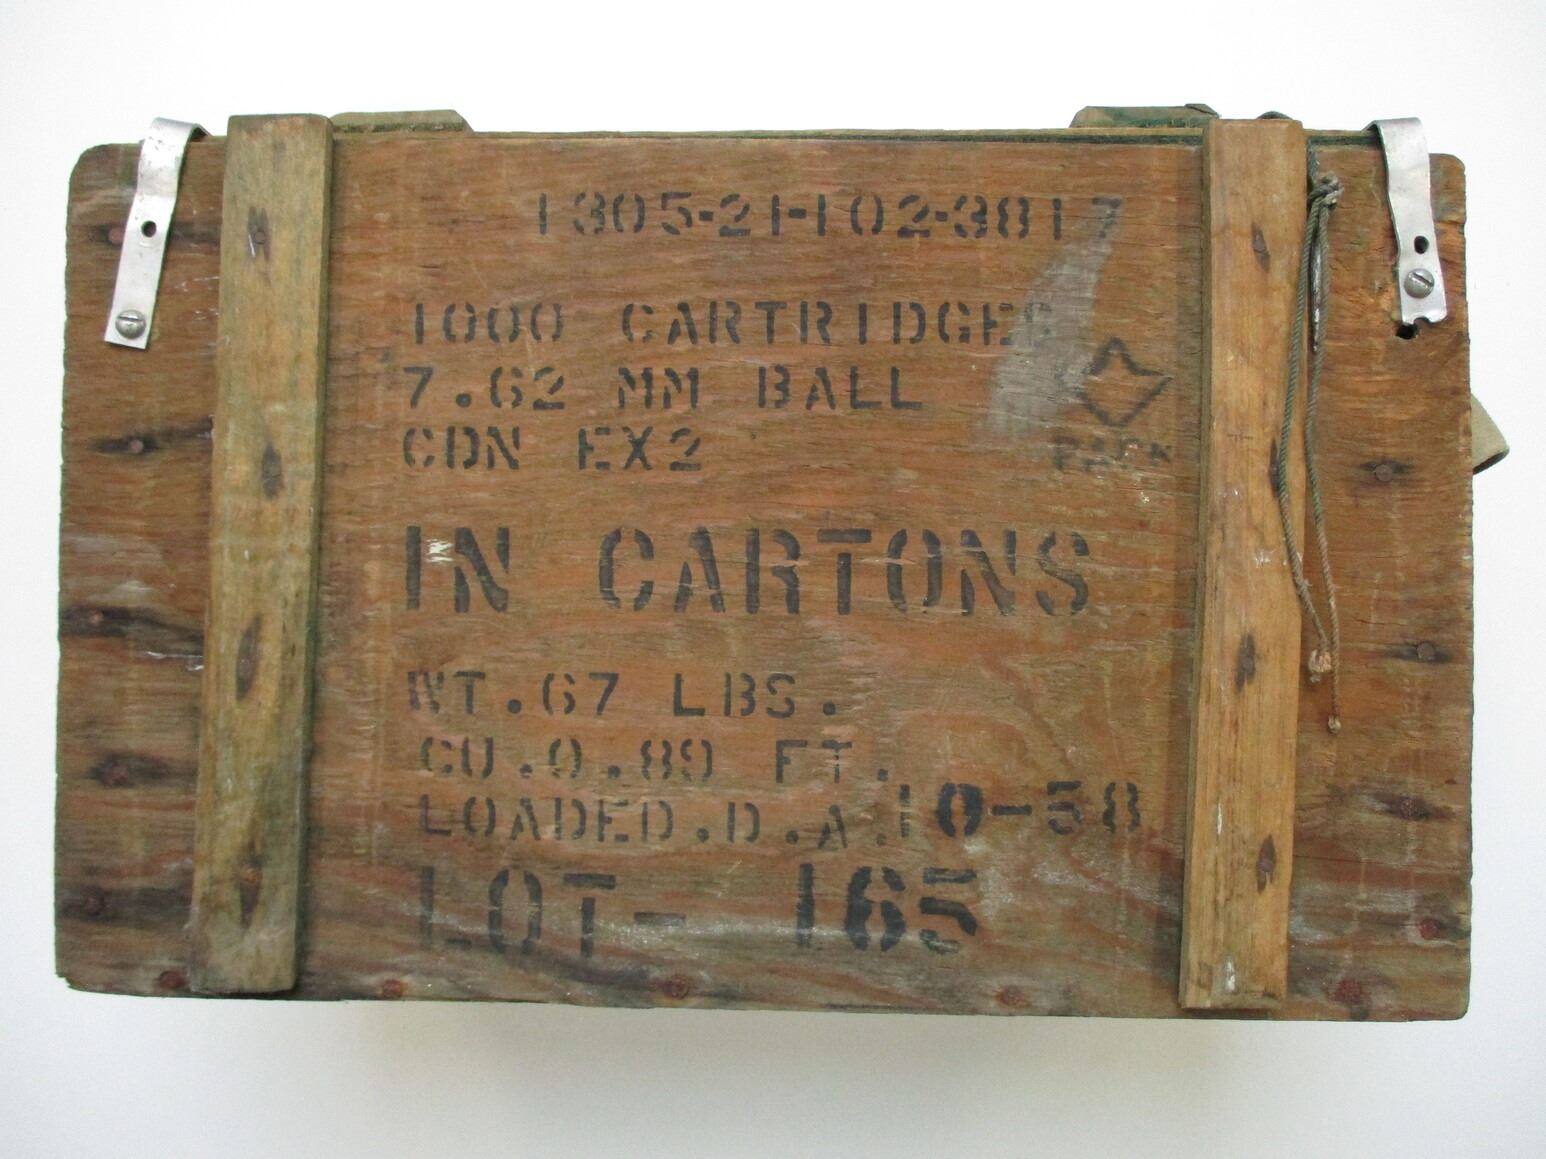 1305-21-102-3817
1000 CARTRIDGES
7.62 MM BALL
CDN EX2
IN CARTONS
WT.67 LBS.
CU.0.89 FT.
LOADED.D.A.10-58
LOT- 165